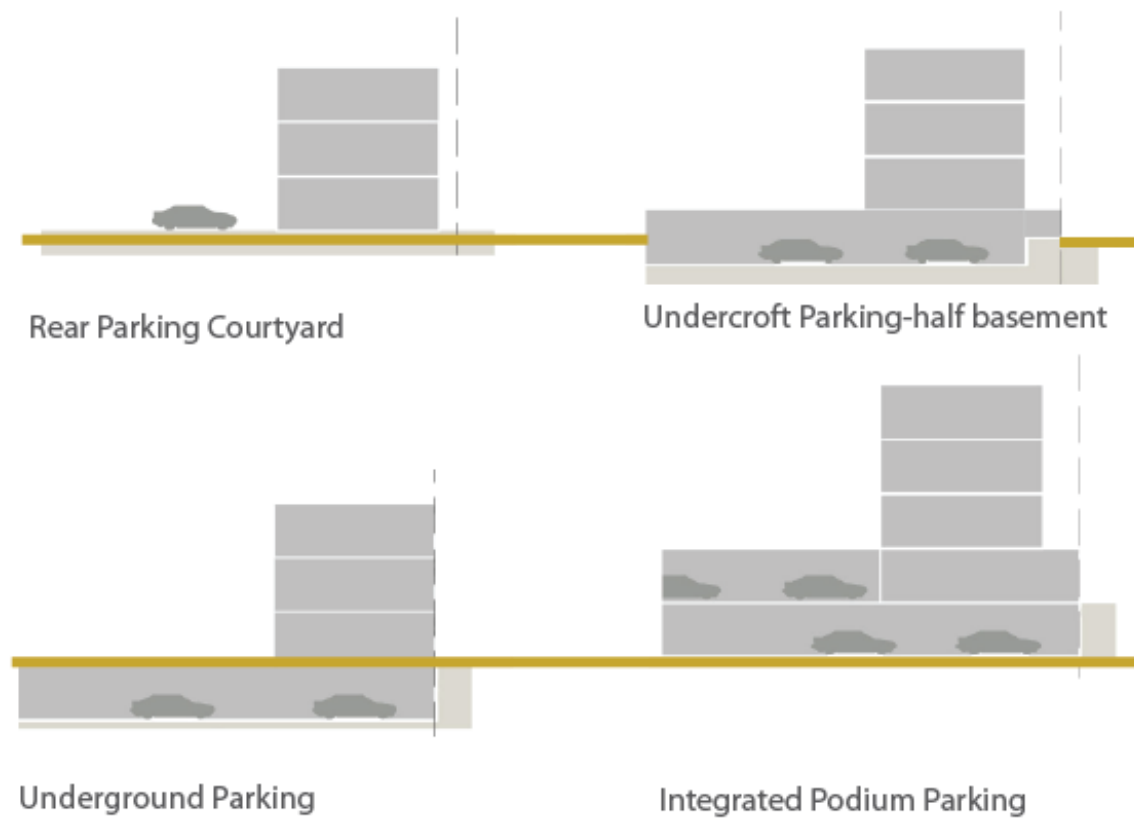 Rear Parking Courtyard
Undercroft Parking-half basement
Underground Parking
Integrated Podium Parking